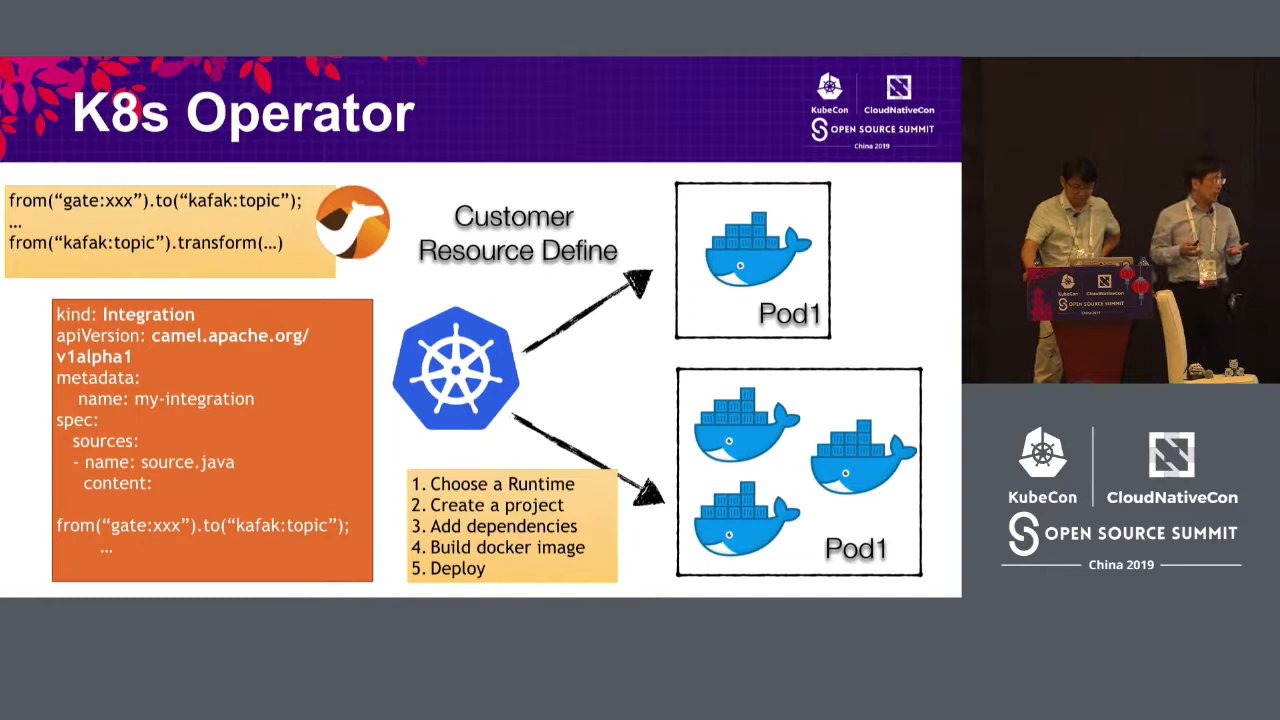 K8s Operator
KubeCon
CloudNativeCon
OPEN SOURCE SUMMIT
China 2019
from(“gate:xxx”).to(“kafak:topic”);
...
from(“kafak:topic”).transform(...)
Customer
Resource Define
Pod1
kind: Integration
apiVersion: camel.apache.org/
v1alpha1
metadata:
name: my-integration
spec:
sources:
- name: source.java
content:
from(“gate:xxx”).to(“kafak:topic”);
...
1. Choose a Runtime
2. Create a project
3. Add dependencies
4. Build docker image
5. Deploy
Pod1
OPEN SOURCE SUMMIT
KubeCon
CloudNativeCon
OPEN SOURCE SUMMIT
China 2019